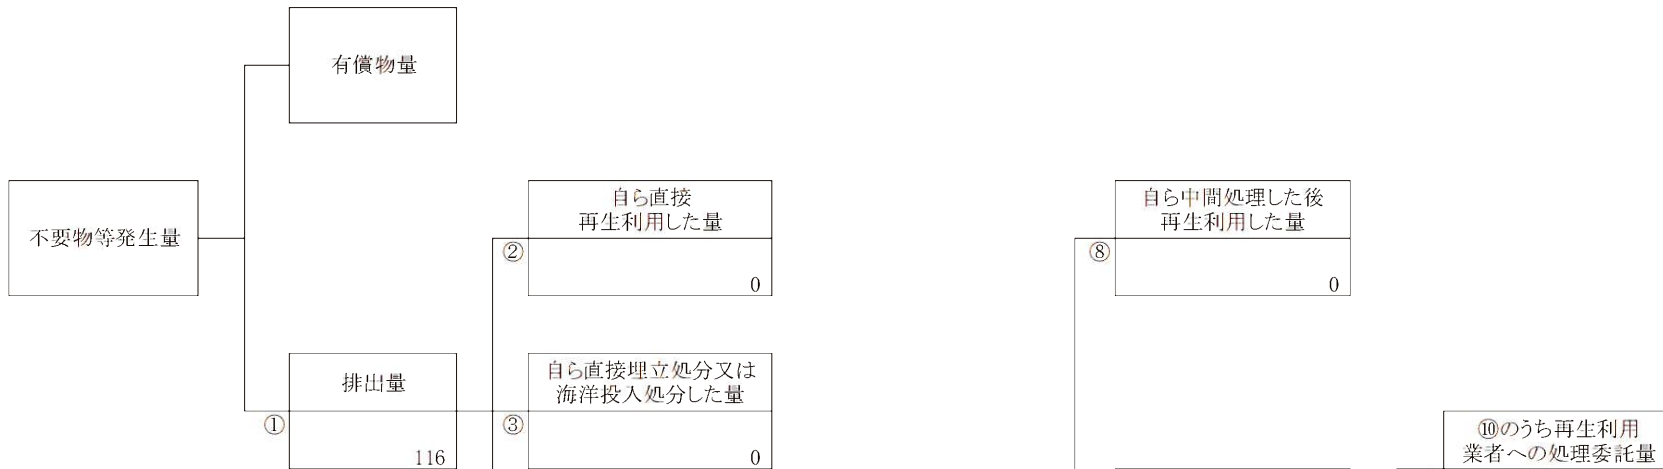 有償物量
不要物等発生量
自ら直接
再生利用した量
②
0
自ら中間処理した後
再生利用した量
⑧
0
排出量
①
116
自ら直接埋立処分又は
海洋投入処分した量
③
0
⑩のうち再生利用
業者への処理委託量